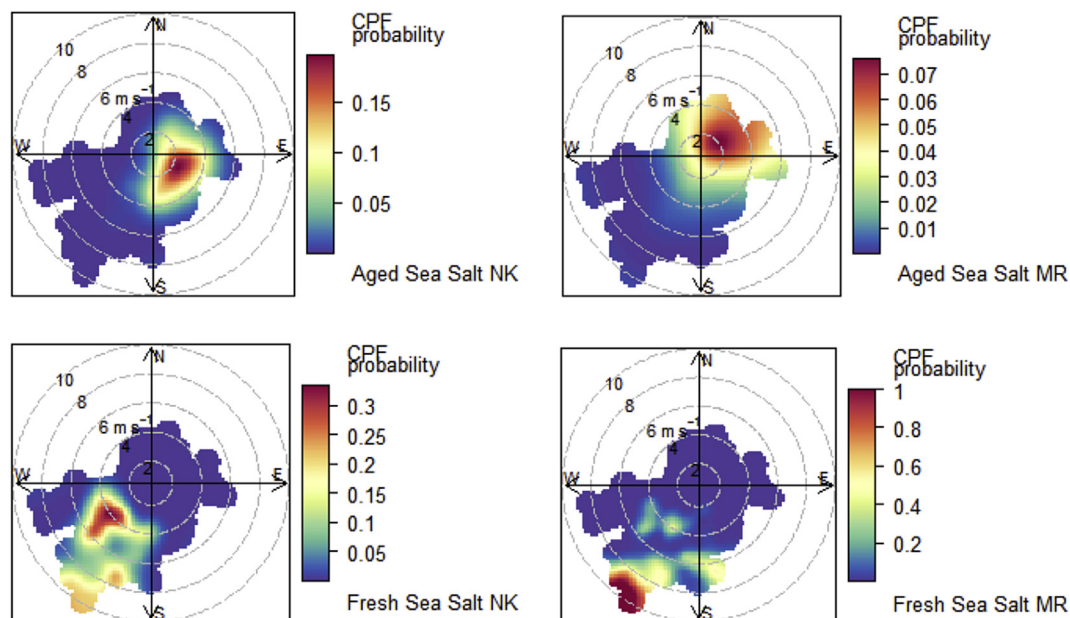 CPF
probability
N
10
8
6 m s⁻¹
4
2
W
E
S
0.15
0.1
0.05
Aged Sea Salt NK
CPF
probability
N
10
8
6 m s⁻¹
4
2
W
E
S
0.07
0.06
0.05
0.04
0.03
0.02
0.01
Aged Sea Salt MR
CPF
probability
N
10
8
6 m s⁻¹
4
2
W
E
S
0.3
0.25
0.2
0.15
0.1
0.05
Fresh Sea Salt NK
CPF
probability
N
10
8
6 m s⁻¹
4
2
W
E
S
1
0.8
0.6
0.4
0.2
Fresh Sea Salt MR